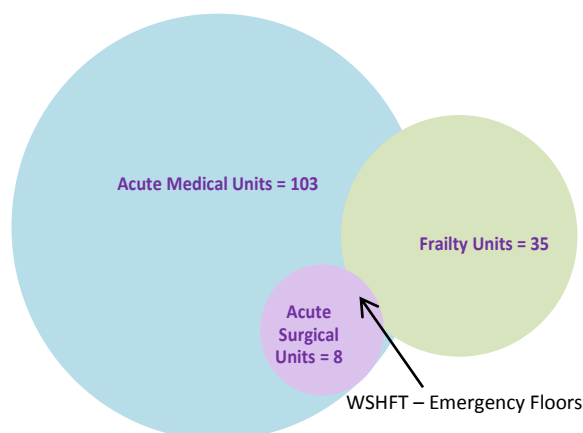 Acute Medical Units = 103
Frailty Units = 35
Acute
Surgical
Units = 8
WSHFT – Emergency Floors